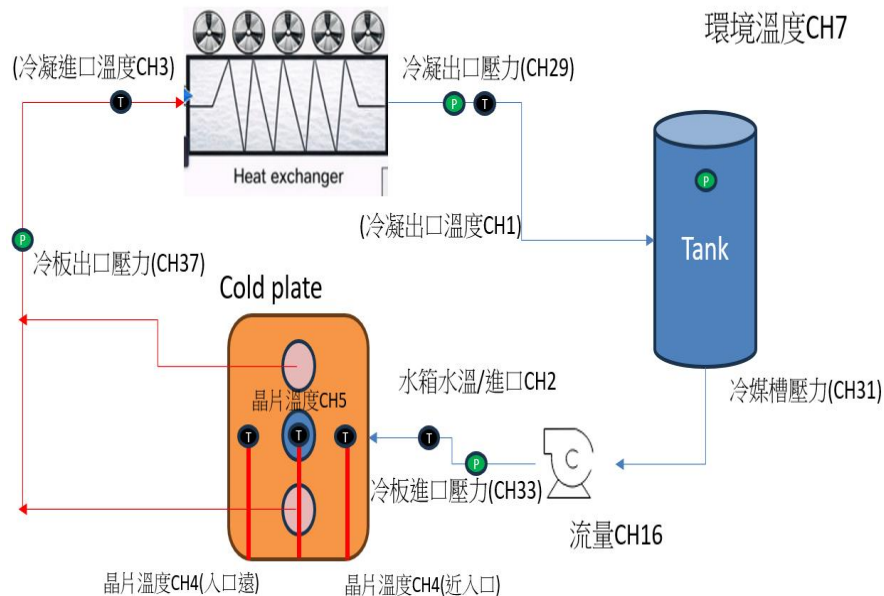 環境溫度CH7
(冷凝進口溫度CH3)
冷凝出口壓力(CH29)
T
P
T
Heat exchanger
P
(冷凝出口溫度CH1)
P
冷板出口壓力(CH37)
Tank
Cold plate
水箱水溫/進口CH2
冷媒槽壓力(CH31)
晶片溫度CH5
T
T
T
T
P
C
冷板進口壓力(CH33)
流量CH16
晶片溫度CH4(入口遠)
晶片溫度CH4(近入口)